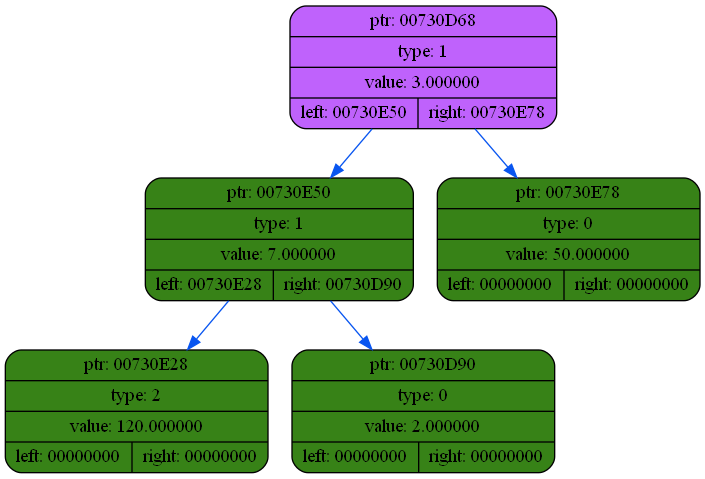 ptr: 00730D68
type: 1
value: 3.000000
left: 00730E50 right: 00730E78
ptr: 00730E50
type: 1
value: 7.000000
left: 00730E28 right: 00730D90
ptr: 00730E78
type: 0
value: 50.000000
left: 00000000 right: 00000000
ptr: 00730E28
type: 2
value: 120.000000
left: 00000000 right: 00000000
ptr: 00730D90
type: 0
value: 2.000000
left: 00000000 right: 00000000